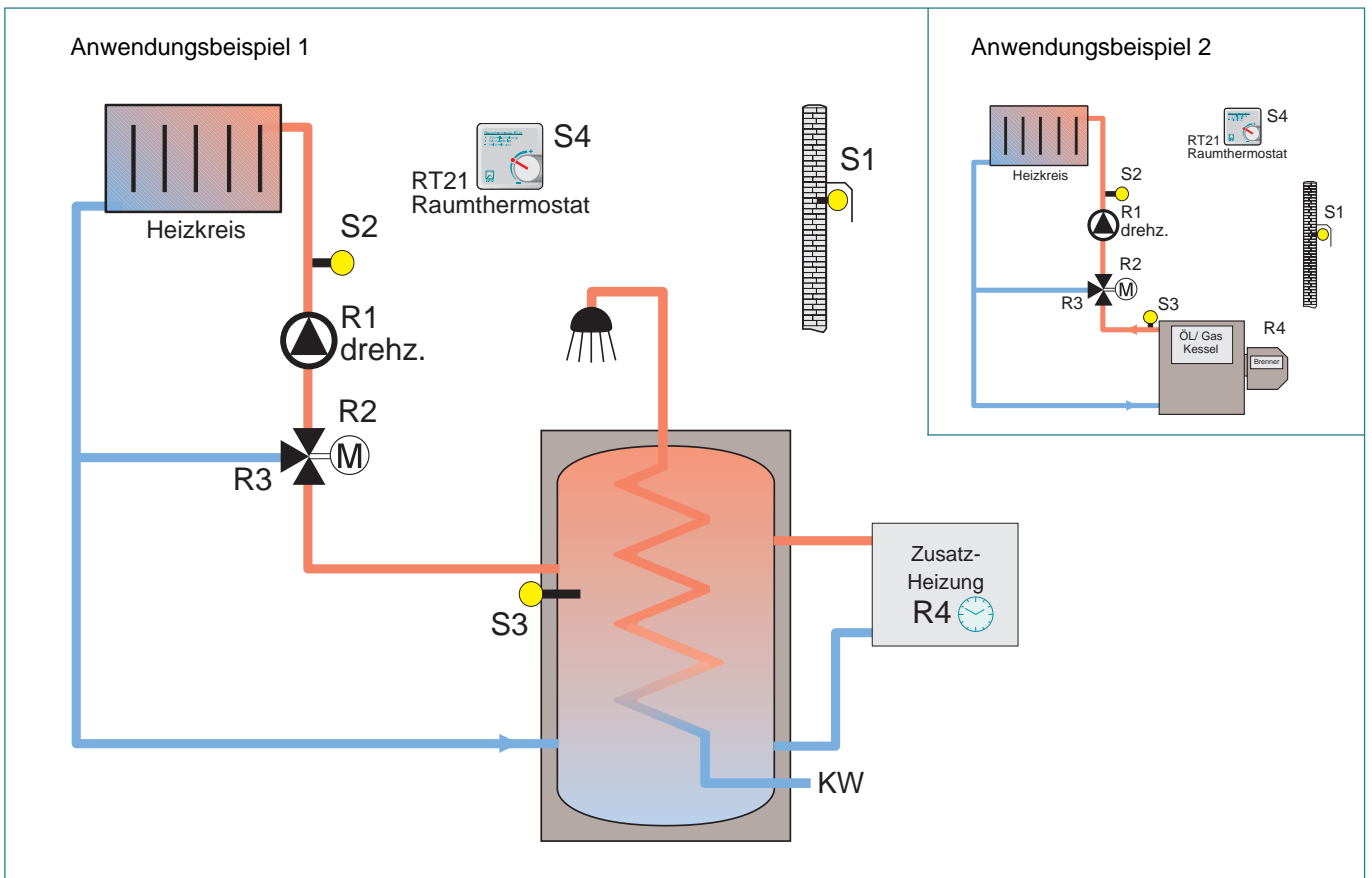 Anwendungsbeispiel 1
S4
RT21
Raumthermostat
S1
Heizkreis
S2
R1
drehz.
R2
M
R3
S3
Zusatz-
Heizung
R4
KW
Anwendungsbeispiel 2
S4
RT21
Raumthermostat
Heizkreis
S2
S1
R1
drehz.
R2
M
R3
S3
ÖL/ Gas
Kessel
R4
Brenner